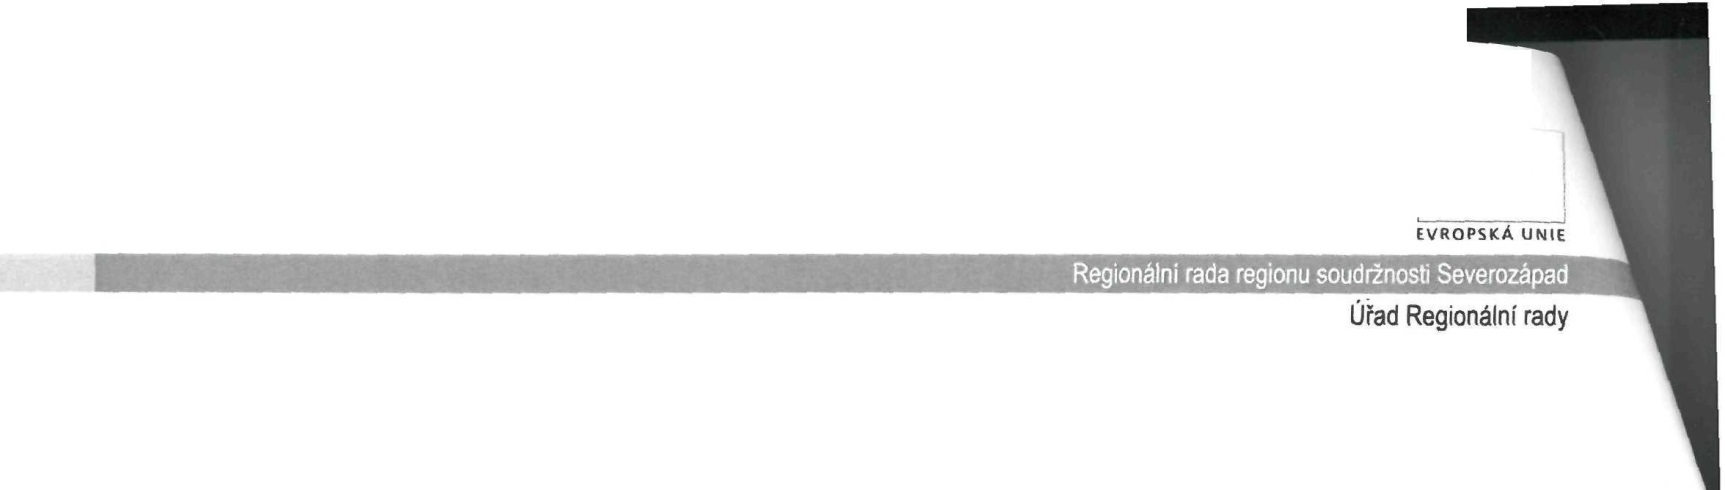 EVROPSKÁ UNIE
Regionální rada regionu soudržnosti Severozápad
Úřad Regionální rady